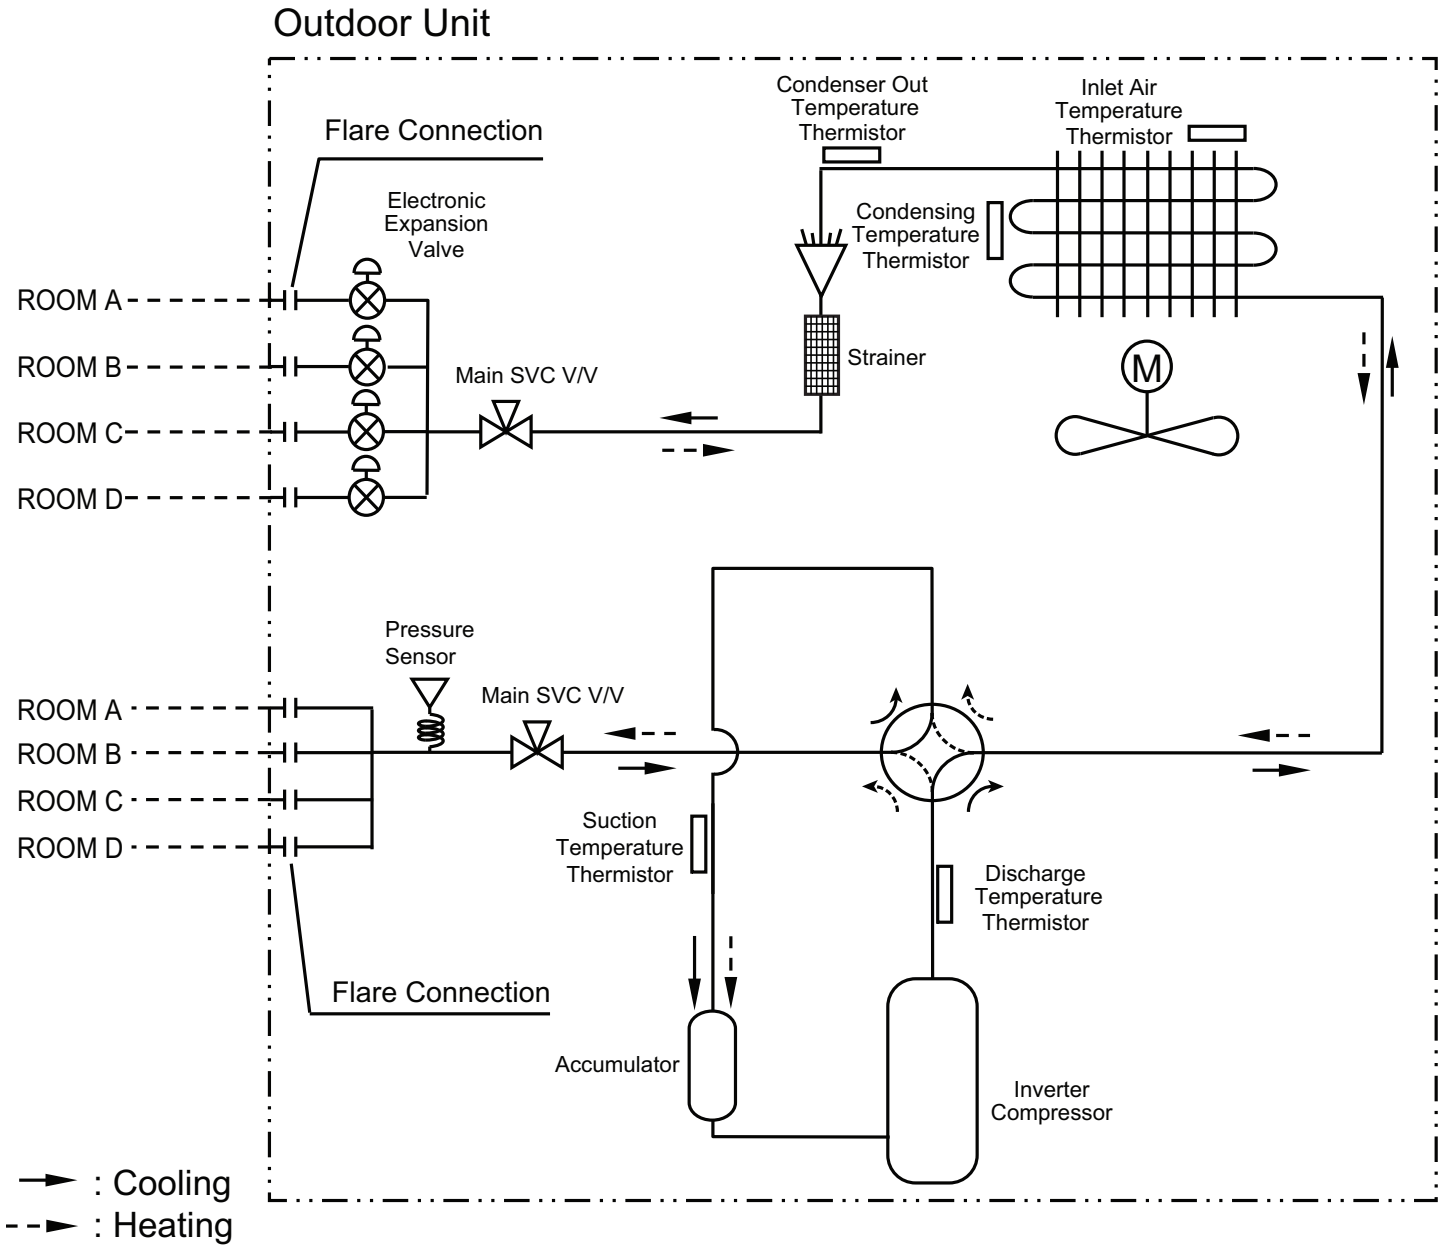 Outdoor Unit
Condenser Out
Temperature
Thermistor
Inlet Air
Temperature
Thermistor
Flare Connection
Electronic
Expansion
Valve
Condensing
Temperature
Thermistor
ROOM A
ROOM B
ROOM C
ROOM D
Main SVC V/V
Strainer
M
Pressure
Sensor
Main SVC V/V
ROOM A
ROOM B
ROOM C
ROOM D
Suction
Temperature
Thermistor
Discharge
Temperature
Thermistor
Flare Connection
Accumulator
Inverter
Compressor
: Cooling
: Heating